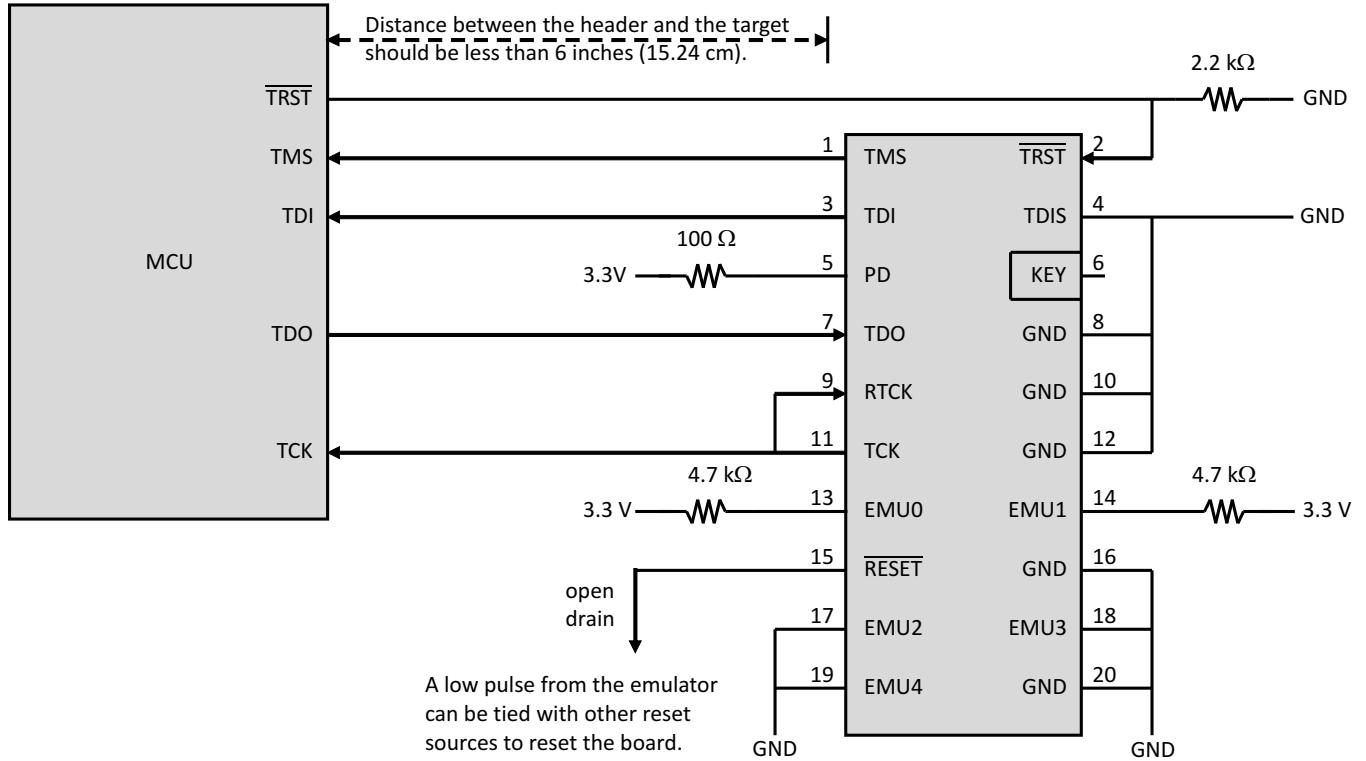 Distance between the header and the target
should be less than 6 inches (15.24 cm).
2.2 kΩ
TRST
GND
1
TMS
TMS
TRST
2
TDI
3
TDI
TDIS
4
GND
100 Ω
MCU
3.3V
5
PD
KEY
6
TDO
7
TDO
GND
8
9
RTCK
GND
10
TCK
11
TCK
GND
12
4.7 kΩ
4.7 kΩ
3.3 V
13
EMU0
EMU1
14
3.3 V
15
RESET
GND
16
open
drain
17
EMU2
EMU3
18
19
EMU4
GND
20
A low pulse from the emulator
can be tied with other reset
sources to reset the board.
GND
GND